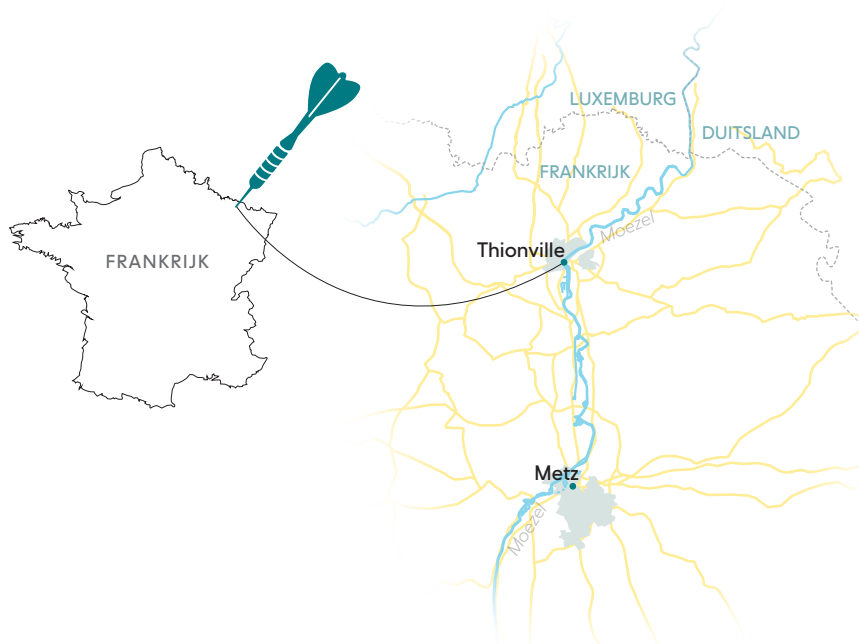 LUXEMBURG
DUITSLAND
FRANKRIJK
Moezel
Thionville
FRANKRIJK
Metz
Moezel